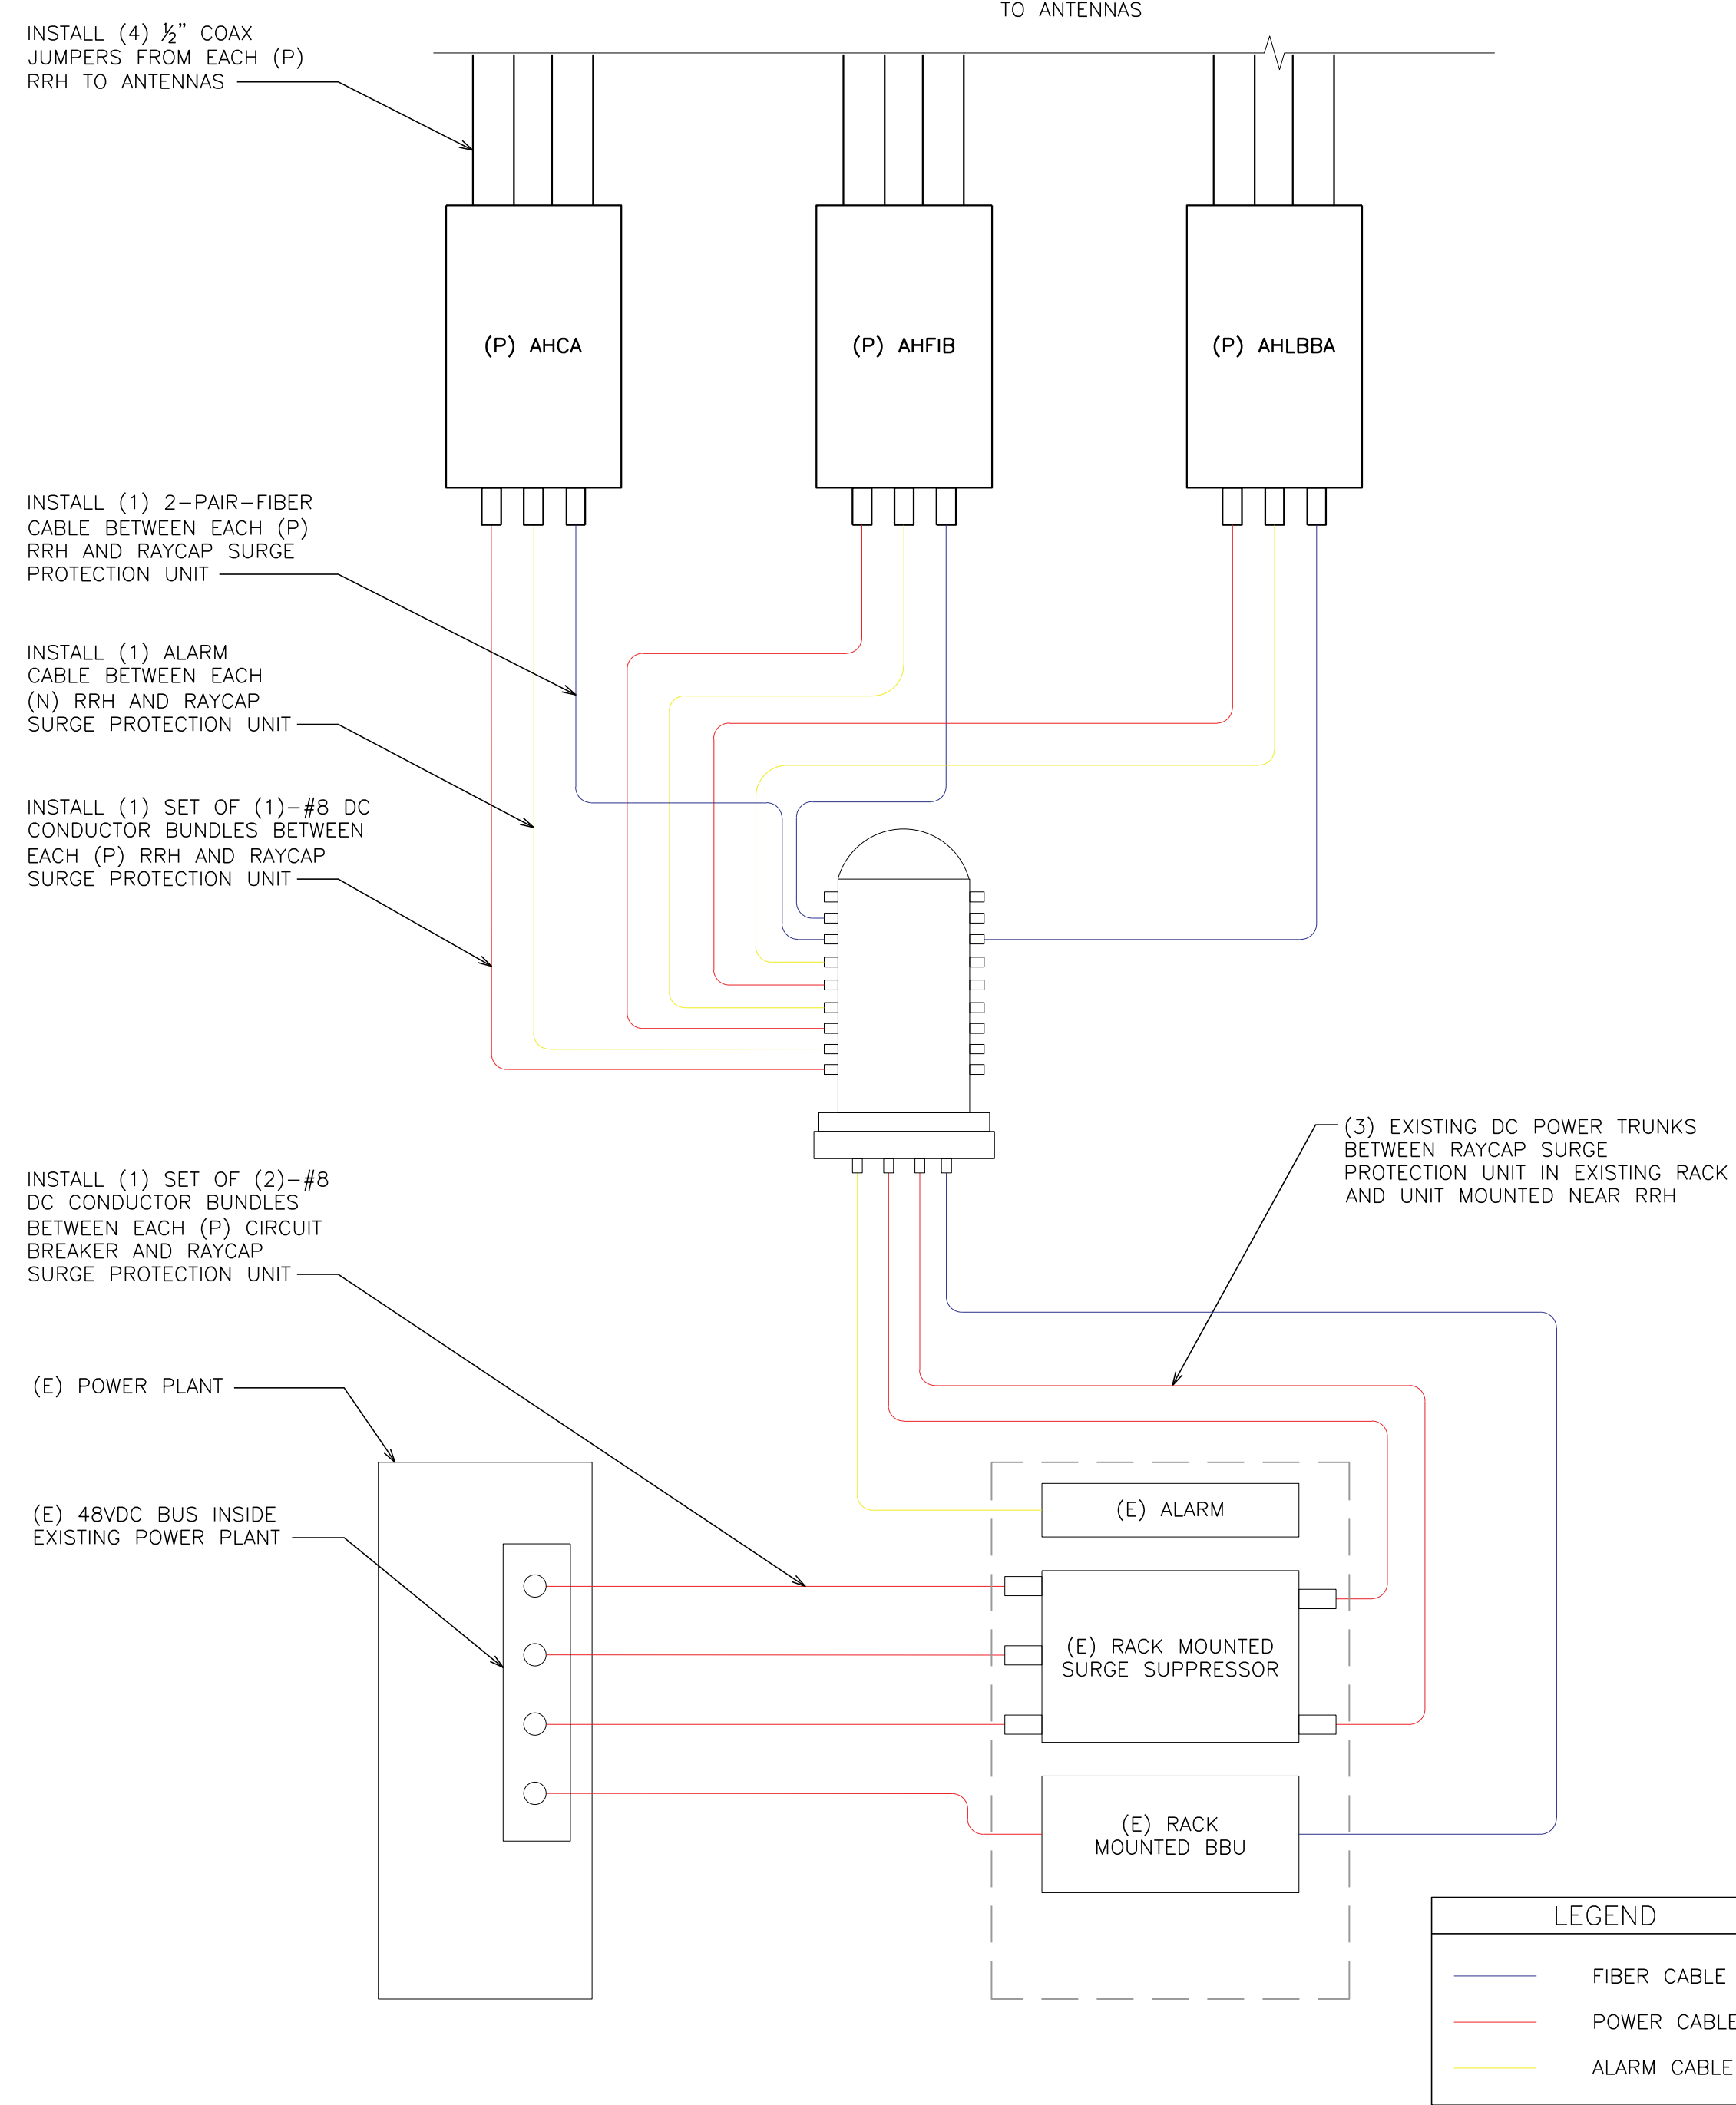 TO ANTENNAS
INSTALL (4) ½” COAX
JUMPERS FROM EACH (P)
RRH TO ANTENNAS
(P) AHCA
(P) AHFIB
(P) AHLBBA
INSTALL (1) 2-PAIR-FIBER
CABLE BETWEEN EACH (P)
RRH AND RAYCAP SURGE
PROTECTION UNIT
INSTALL (1) ALARM
CABLE BETWEEN EACH
(N) RRH AND RAYCAP
SURGE PROTECTION UNIT
INSTALL (1) SET OF (1)-#8 DC
CONDUCTOR BUNDLES BETWEEN
EACH (P) RRH AND RAYCAP
SURGE PROTECTION UNIT
(3) EXISTING DC POWER TRUNKS
BETWEEN RAYCAP SURGE
PROTECTION UNIT IN EXISTING RACK
AND UNIT MOUNTED NEAR RRH
INSTALL (1) SET OF (2)-#8
DC CONDUCTOR BUNDLES
BETWEEN EACH (P) CIRCUIT
BREAKER AND RAYCAP
SURGE PROTECTION UNIT
(E) POWER PLANT
(E) 48VDC BUS INSIDE
EXISTING POWER PLANT
(E) ALARM
(E) RACK MOUNTED
SURGE SUPPRESSOR
(E) RACK
MOUNTED BBU
LEGEND
FIBER CABLE
POWER CABLE
ALARM CABLE